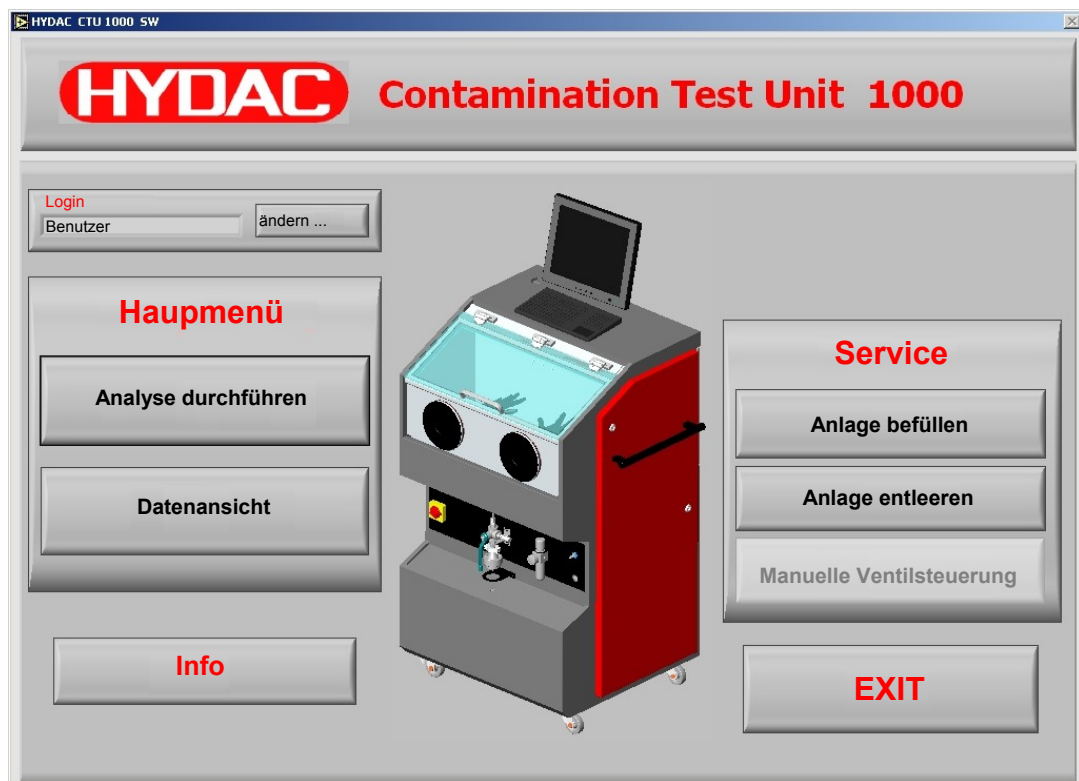 HYDAC CTU 1000 SW
HYDAC Contamination Test Unit 1000
Login
Benutzer
ändern ...
Haupmenü
Analyse durchführen
Datenansicht
Info
Service
Anlage befüllen
Anlage entleeren
Manuelle Ventilsteuerung
EXIT